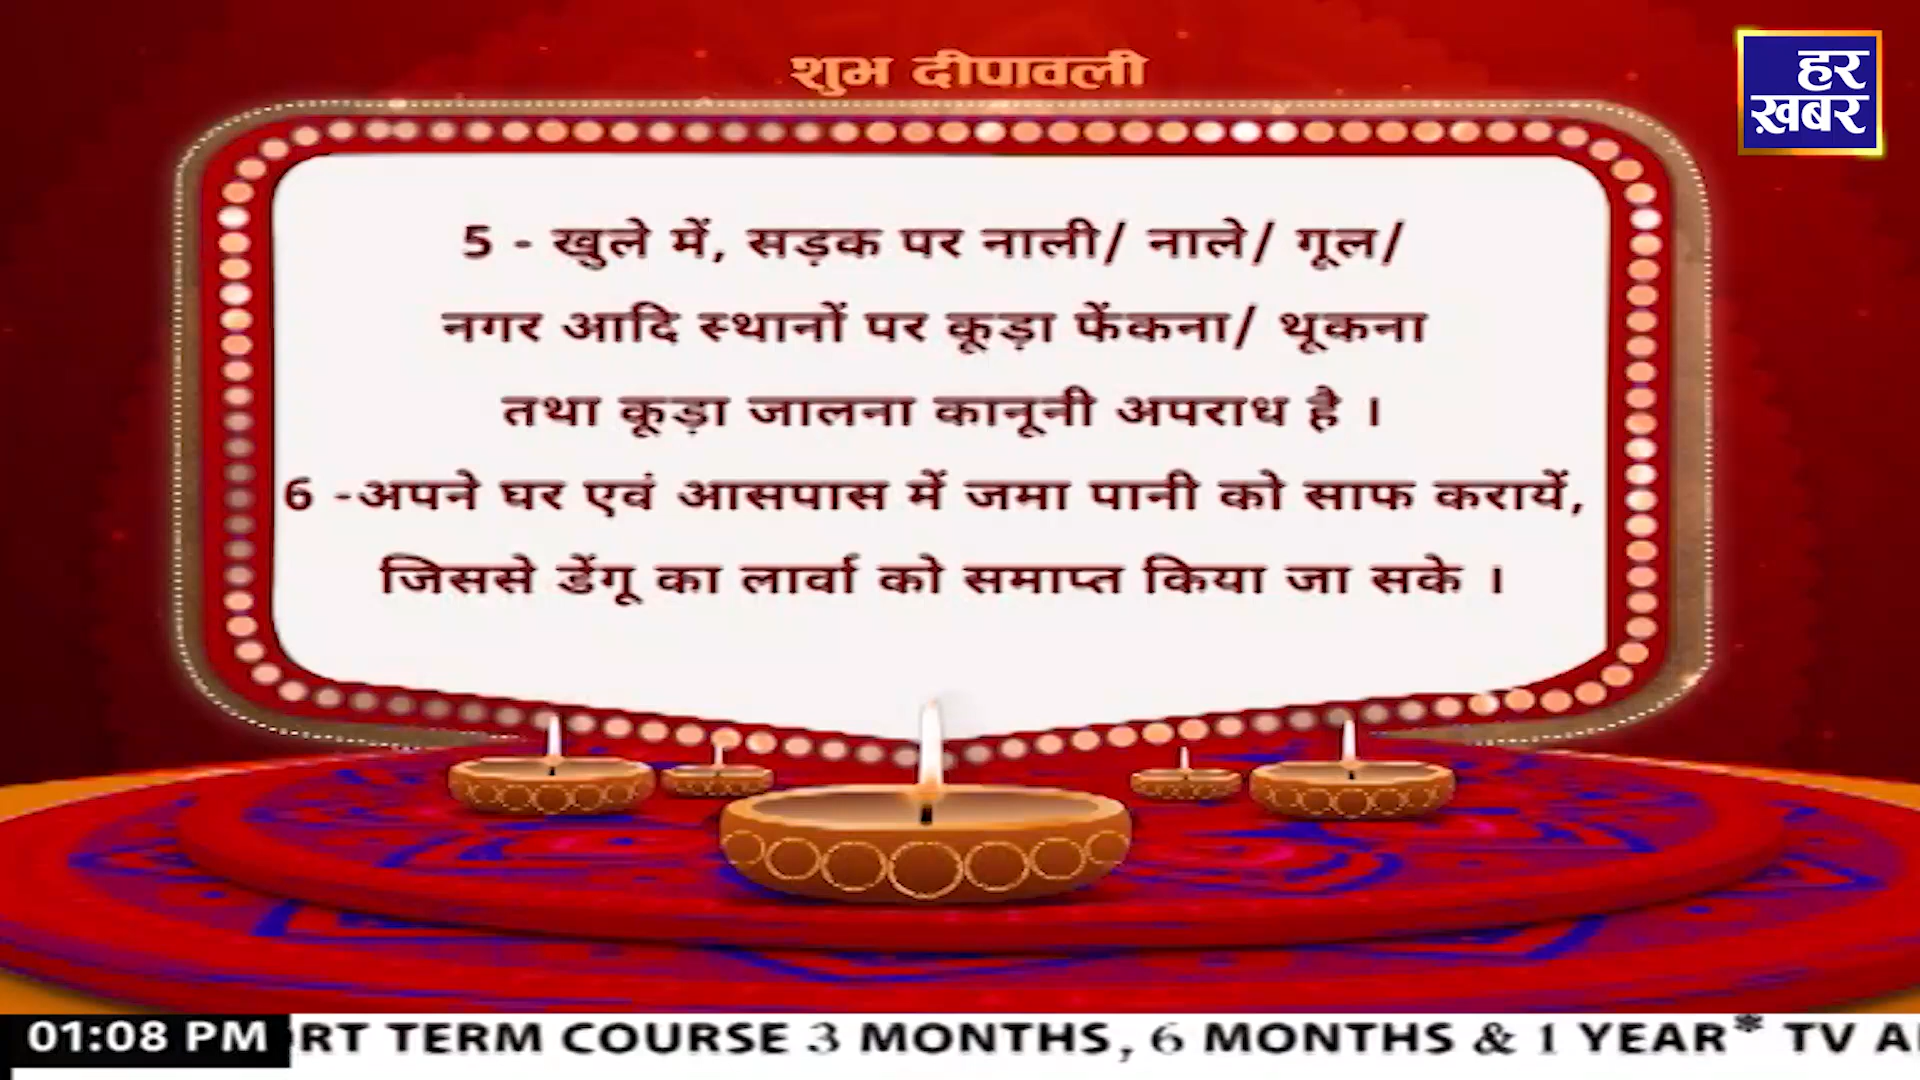 शुभ दीपावली
हर
ख़बर
5 - खुले में, सड़क पर नाली/ नाले/ गूल/
नगर आदि स्थानों पर कूड़ा फेंकना/ थूकना
तथा कूड़ा जालना कानूनी अपराध है ।
6 -अपने घर एवं आसपास में जमा पानी को साफ करायें,
जिससे डेंगू का लार्वा को समाप्त किया जा सके ।
01:08 PM RT TERM COURSE 3 MONTHS, 6 MONTHS & 1 YEAR* TV